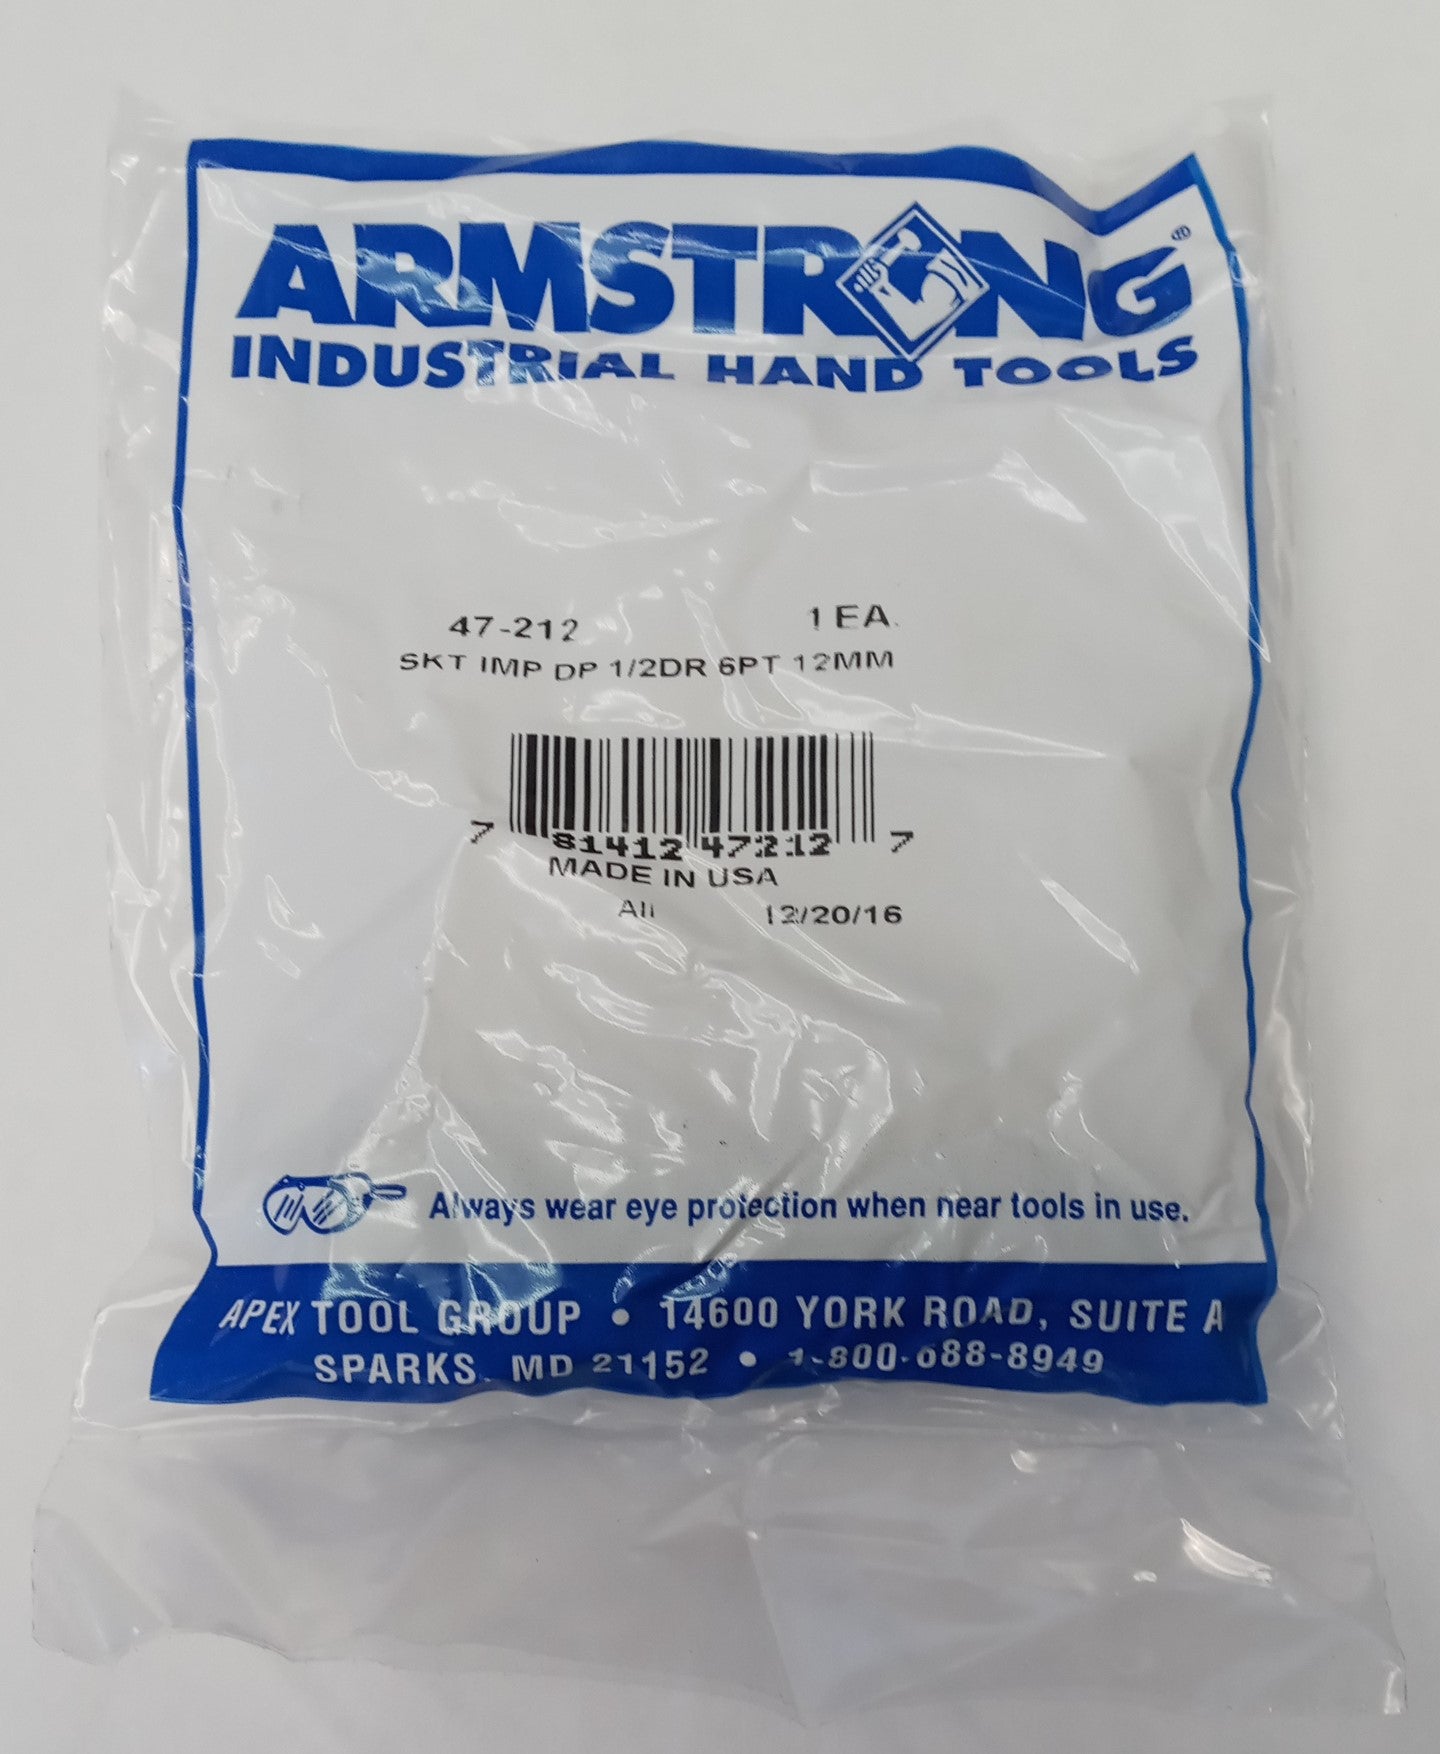 ARMSTRONG®
INDUSTRIAL HAND TOOLS
47-212 1 EA.
SKT IMP DP 1/2DR 6PT 12MM
7 81412 47212 7
MADE IN USA
12/20/16
Always wear eye protection when near tools in use.
APEX TOOL GROUP • 14600 YORK ROAD, SUITE A
SPARKS, MD 21152 • 1-800-688-8949